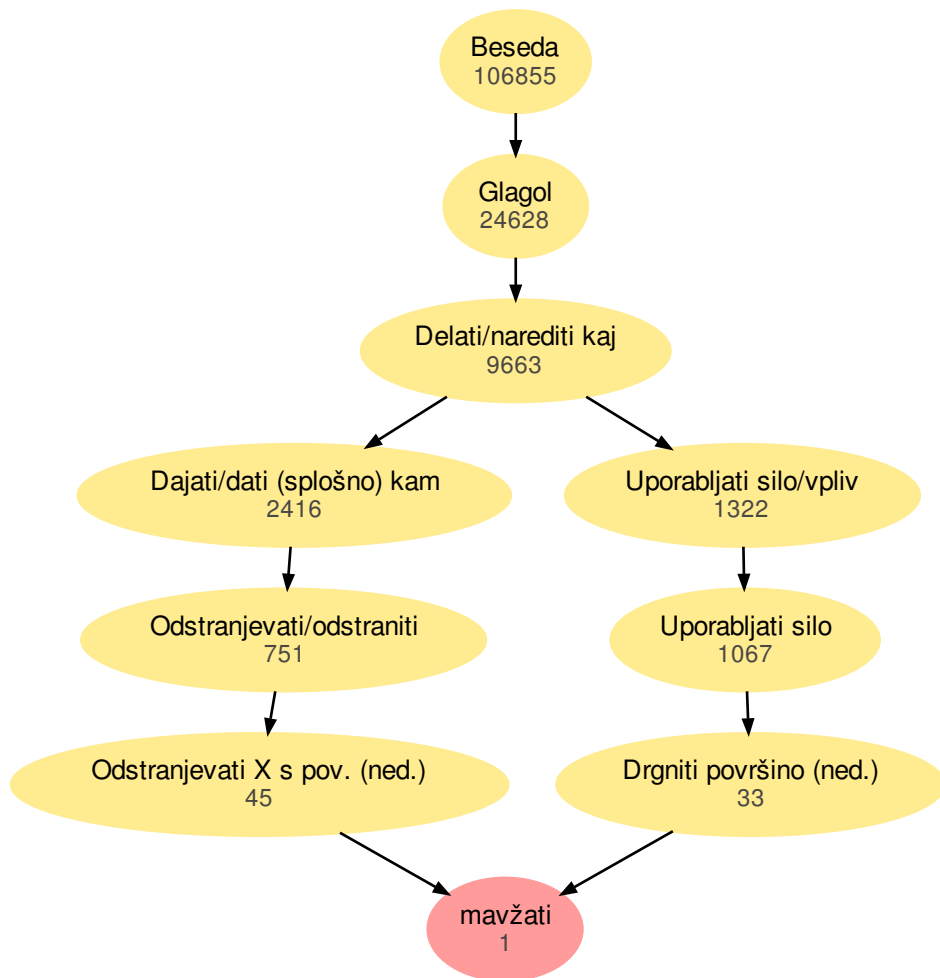 Beseda
106855
Glagol
24628
Delati/narediti kaj
9663
Dajati/dati (splošno) kam
2416
Uporabljati silo/vpliv
1322
Odstranjevati/odstraniti
751
Uporabljati silo
1067
Odstranjevati X s pov. (ned.)
45
Drgniti površino (ned.)
33
mavžati
1